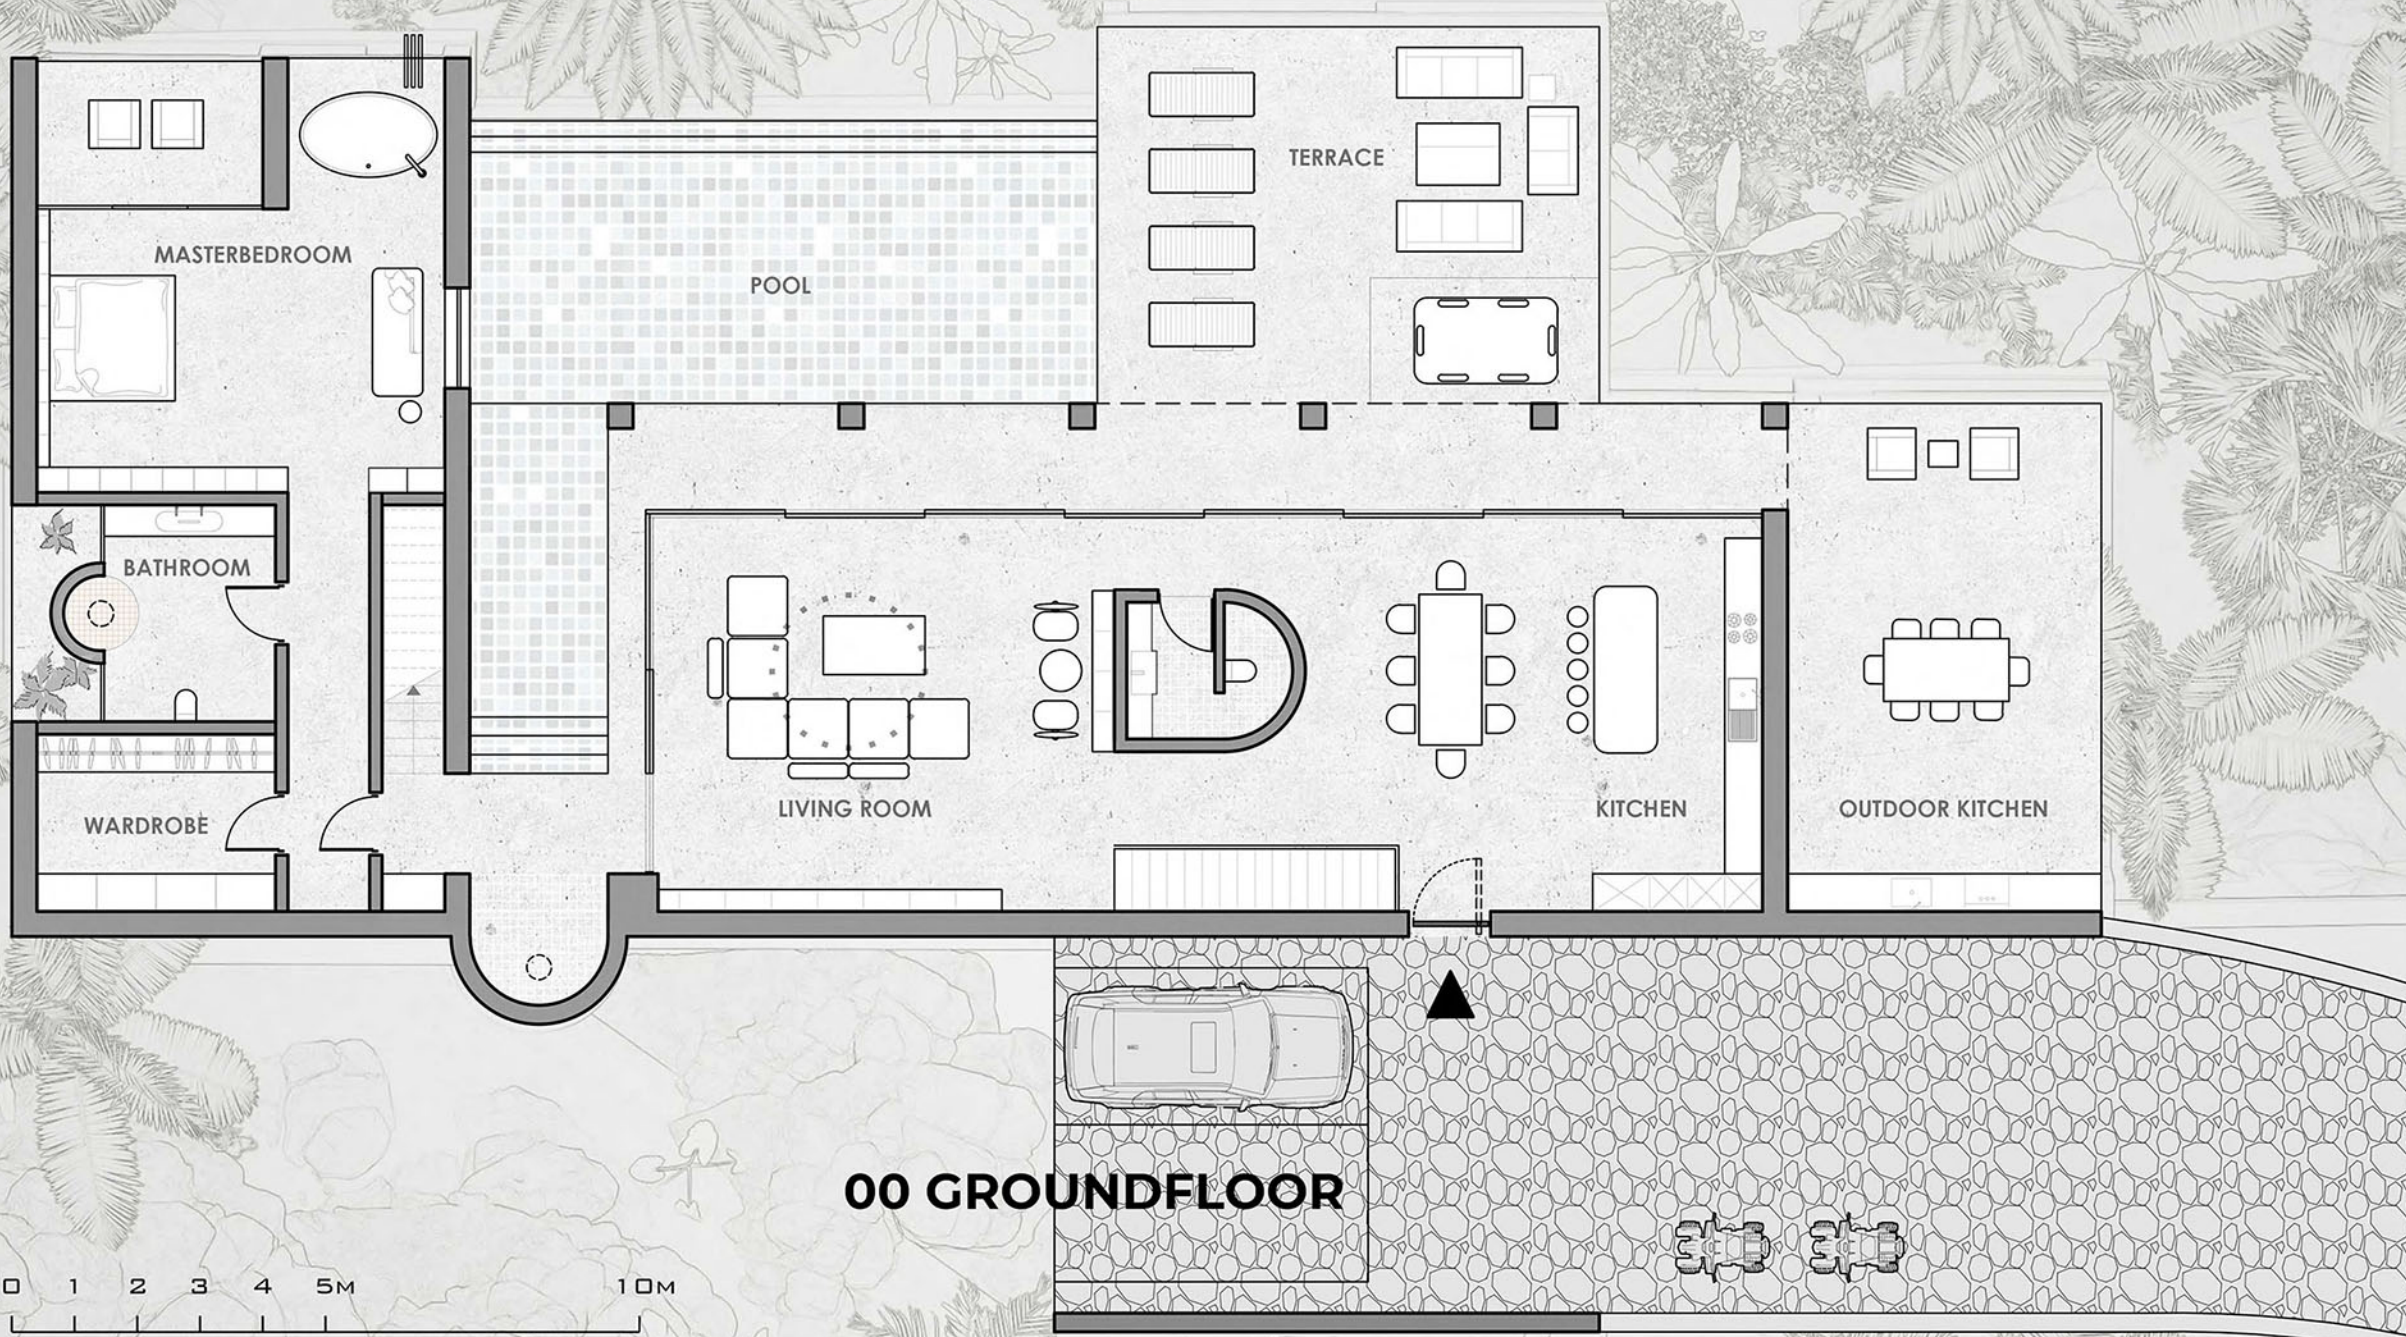 TERRACE
MASTERBEDROOM
POOL
BATHROOM
LIVING ROOM
KITCHEN
OUTDOOR KITCHEN
WARDROBE
00 GROUNDFLOOR
0 1 2 3 4 5M 10M